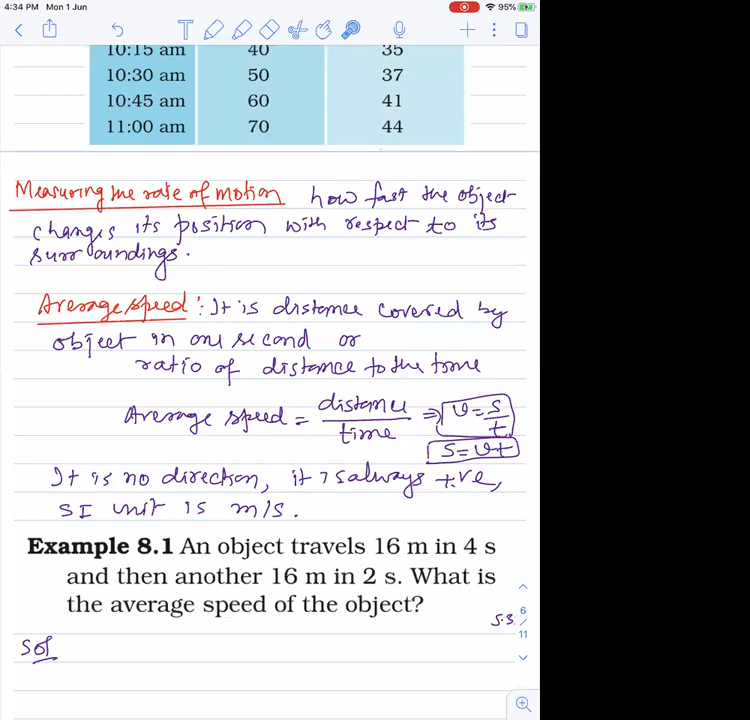 4:34 PM Mon 1 Jun 95%
10:15 am 40 35
10:30 am 50 37
10:45 am 60 41
11:00 am 70 44
Measuring the rate of motion how fast the object
changes its position with respect to its
surroundings.
Average speed : It is distance covered by
object in one second or
ratio of distance to the time
Average speed = distance / time ⇒ v = s/t
s = vt
It is no direction, it is always +ve,
SI unit is m/s.
Example 8.1 An object travels 16 m in 4 s
and then another 16 m in 2 s. What is
the average speed of the object?
5.3
6 / 11
Sol